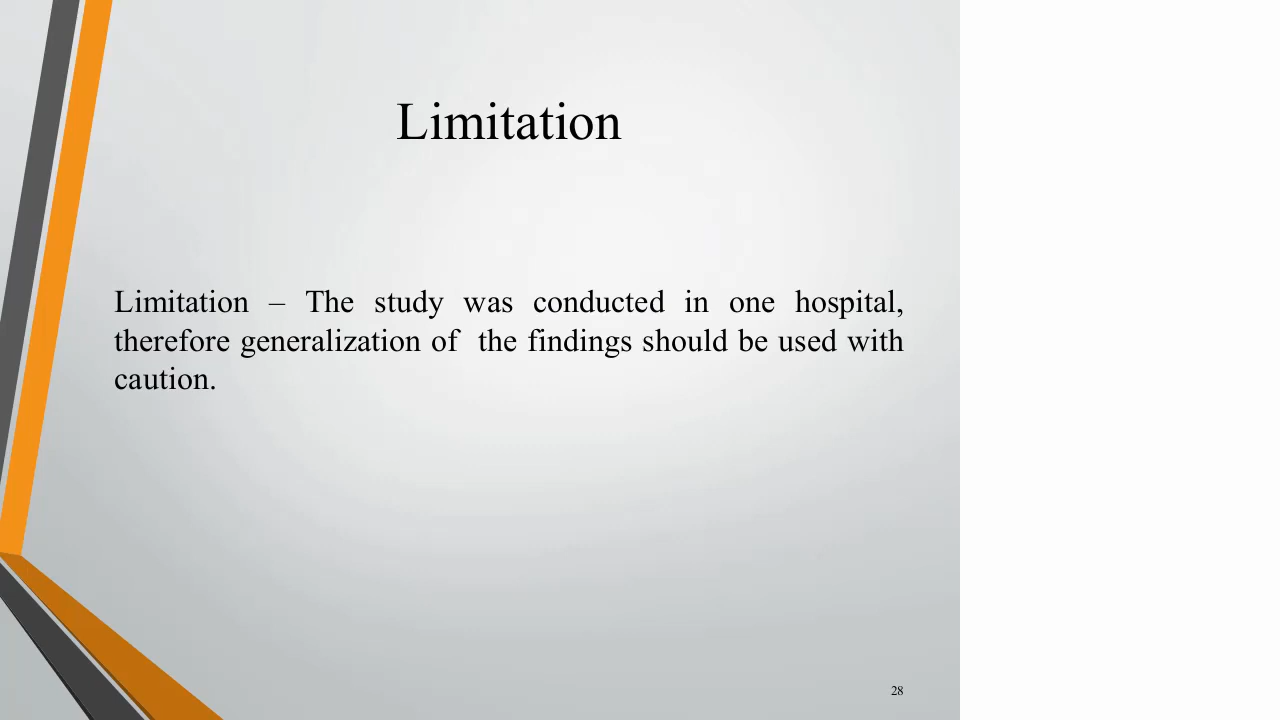 Limitation
Limitation – The study was conducted in one hospital,
therefore generalization of  the findings should be used with
caution.
28